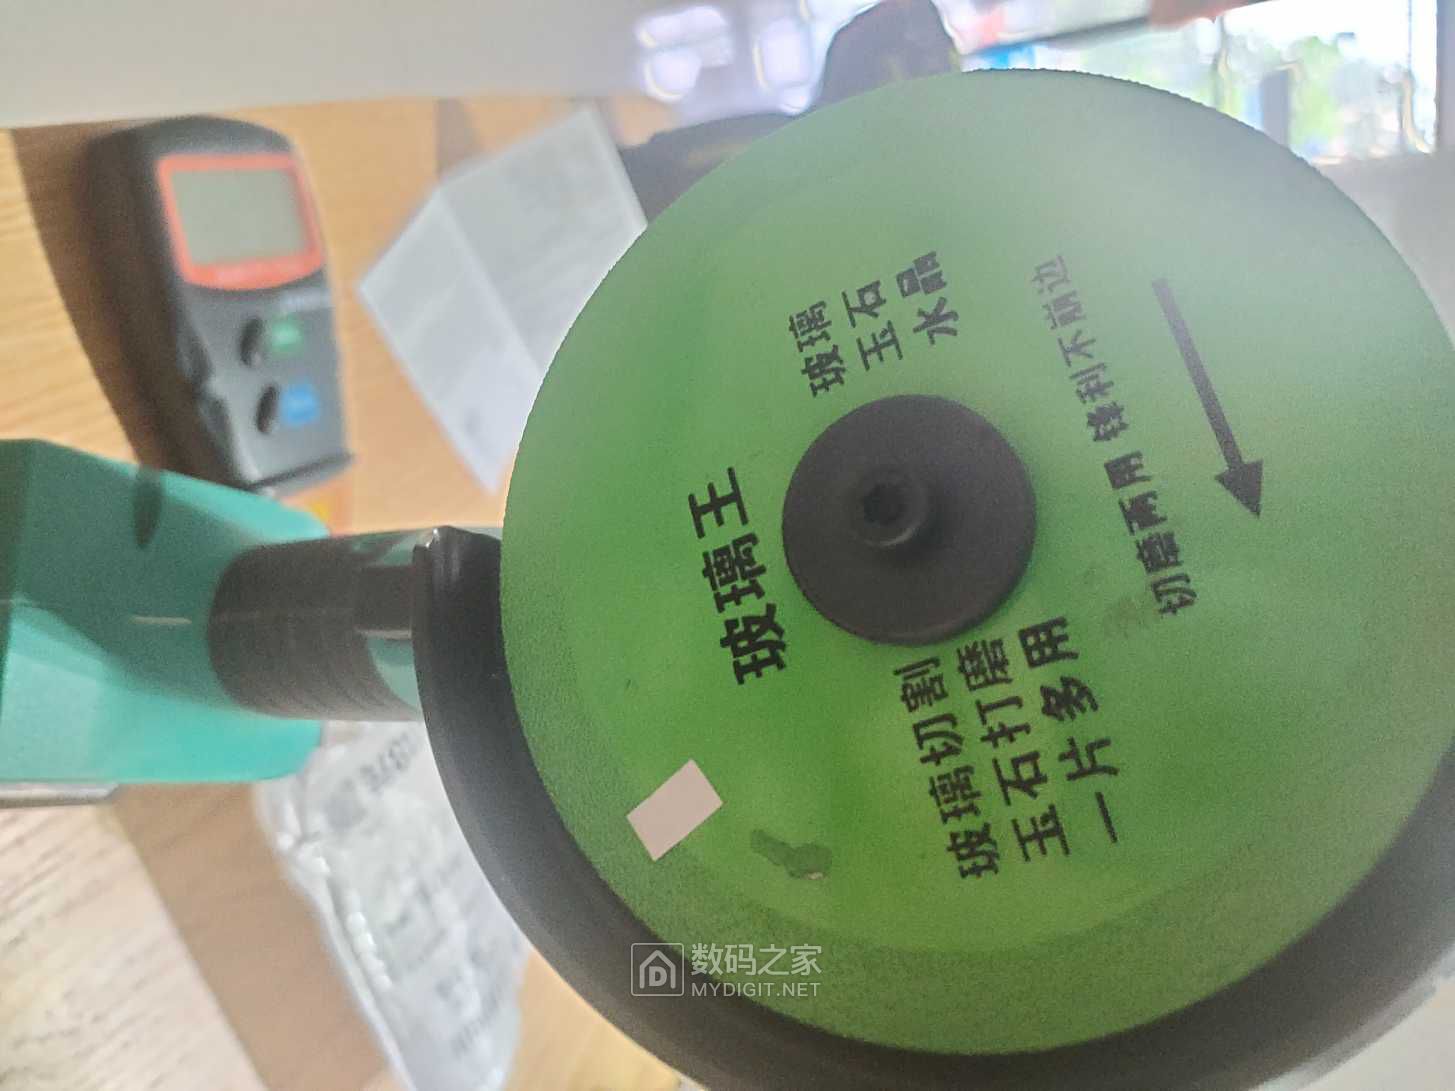 玻璃王
玻璃
玉石
水晶
玻璃切割
玉石打磨
一片多用
切磨两用 锋利不崩边
数码之家
MYDIGIT.NET